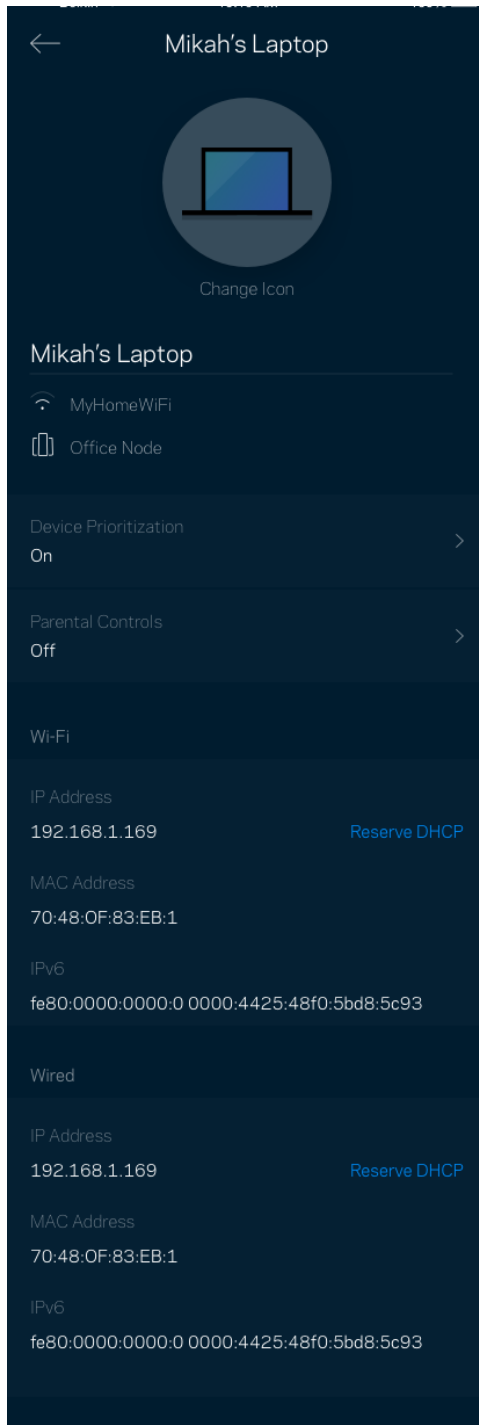 Mikah's Laptop
Change Icon
Mikah's Laptop
MyHomeWiFi
Office Node
Device Prioritization
On
Parental Controls
Off
Wi-Fi
IP Address
192.168.1.169 Reserve DHCP
MAC Address
70:48:0F:83:EB:1
IPv6
fe80:0000:0000:0 0000:4425:48f0:5bd8:5c93
Wired
IP Address
192.168.1.169 Reserve DHCP
MAC Address
70:48:0F:83:EB:1
IPv6
fe80:0000:0000:0 0000:4425:48f0:5bd8:5c93